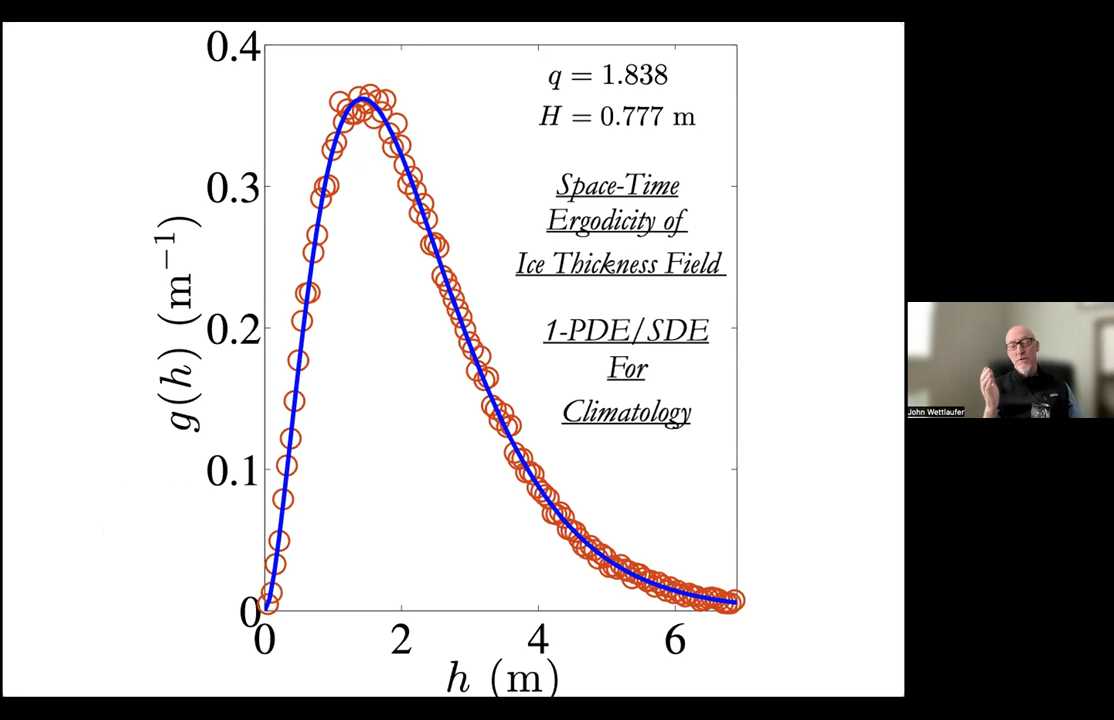 0.4
0.3
0.2
0.1
0
0
2
4
6
g(h) (m⁻¹)
h (m)
q = 1.838
H = 0.777 m
Space-Time
Ergodicity of
Ice Thickness Field
1-PDE/SDE
For
Climatology
John Wettlaufer